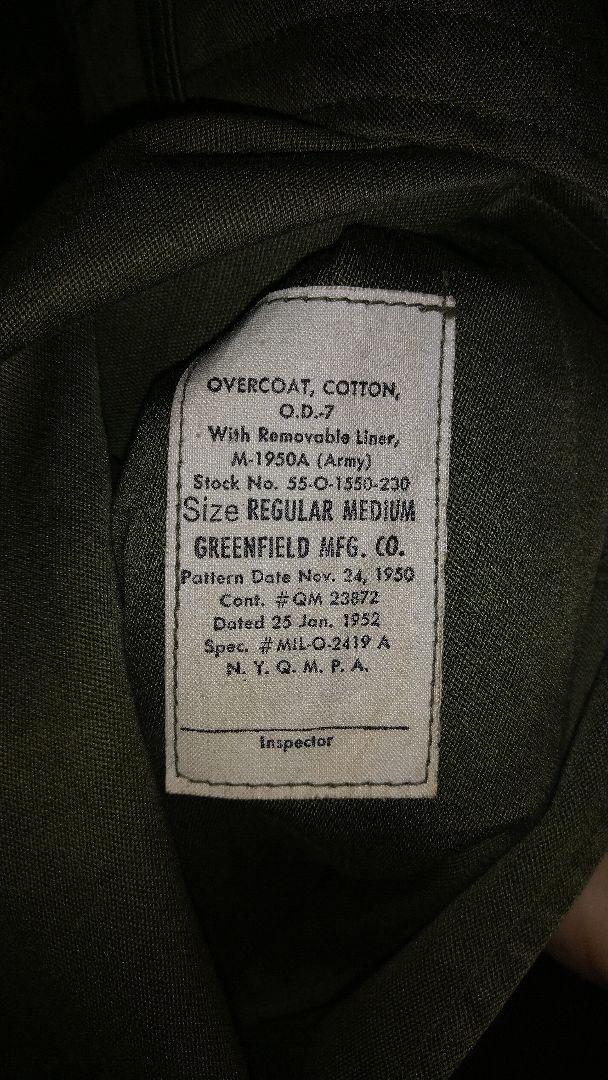 OVERCOAT, COTTON,
O.D.-7
With Removable Liner,
M-1950A (Army)
Stock No. 55-O-1550-230
Size REGULAR MEDIUM
GREENFIELD MFG. CO.
Pattern Date Nov. 24, 1950
Cont. #QM 23872
Dated 25 Jan. 1952
Spec. #MIL-O-2419 A
N. Y. Q. M. P. A.
Inspector